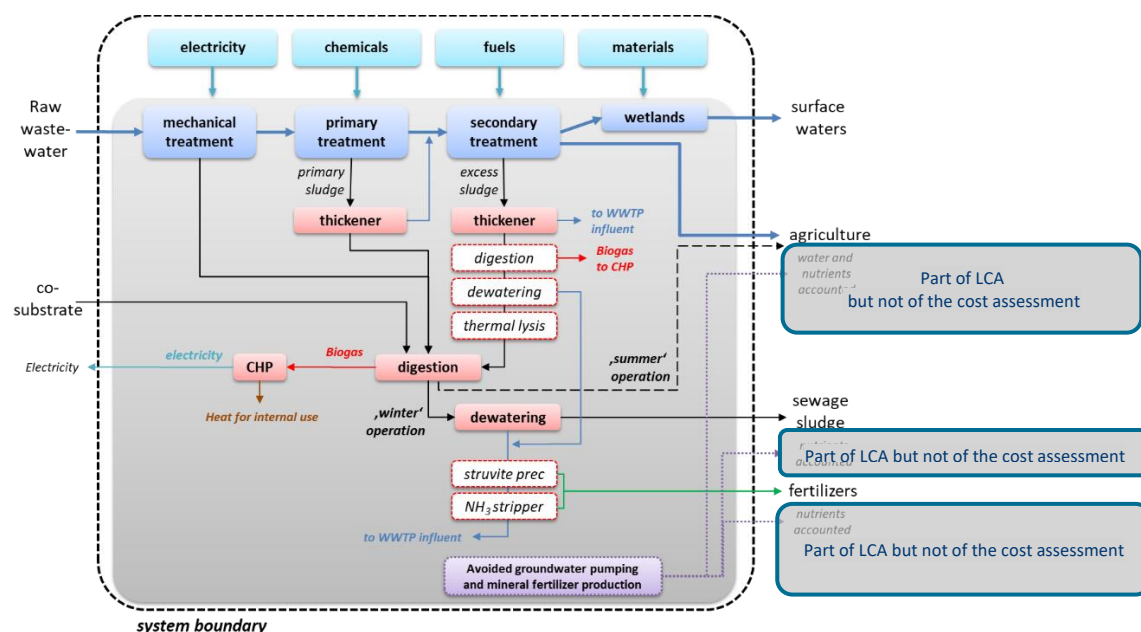 electricity
chemicals
fuels
materials
Raw
waste-
water
mechanical
treatment
primary
treatment
secondary
treatment
wetlands
surface
waters
primary
sludge
excess
sludge
thickener
thickener
to WWTP
influent
agriculture
water and
nutrients
accounted
Part of LCA
but not of the cost assessment
digestion
Biogas
to CHP
dewatering
co-
substrate
thermal lysis
Electricity
electricity
CHP
Biogas
digestion
‚summer‘
operation
Heat for internal use
‚winter‘
operation
dewatering
sewage
sludge
Part of LCA but not of the cost assessment
accounted
struvite prec
NH₃ stripper
fertilizers
nutrients
accounted
Part of LCA but not of the cost assessment
to WWTP influent
Avoided groundwater pumping
and mineral fertilizer production
system boundary